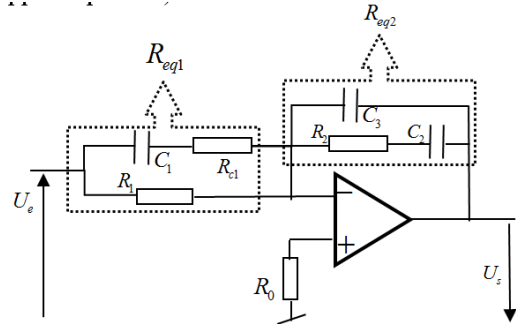 R_eq2
R_eq1
C_3
R_2
C_2
C_1
R_c1
R_1
U_e
−
+
R_0
U_s